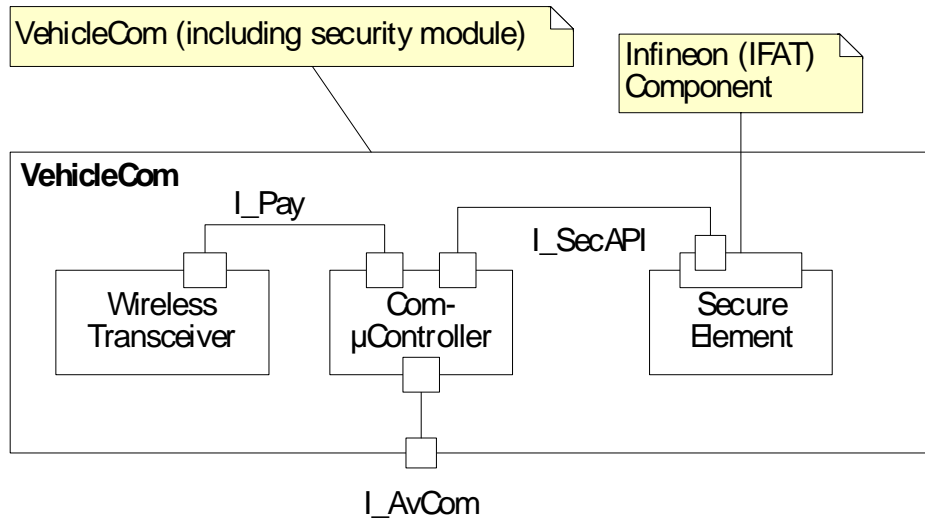 VehicleCom (including security module)
Infineon (IFAT)
Component
VehicleCom
I_Pay
I_SecAPI
Wireless
Transceiver
Com-
µController
Secure
Element
I_AvCom